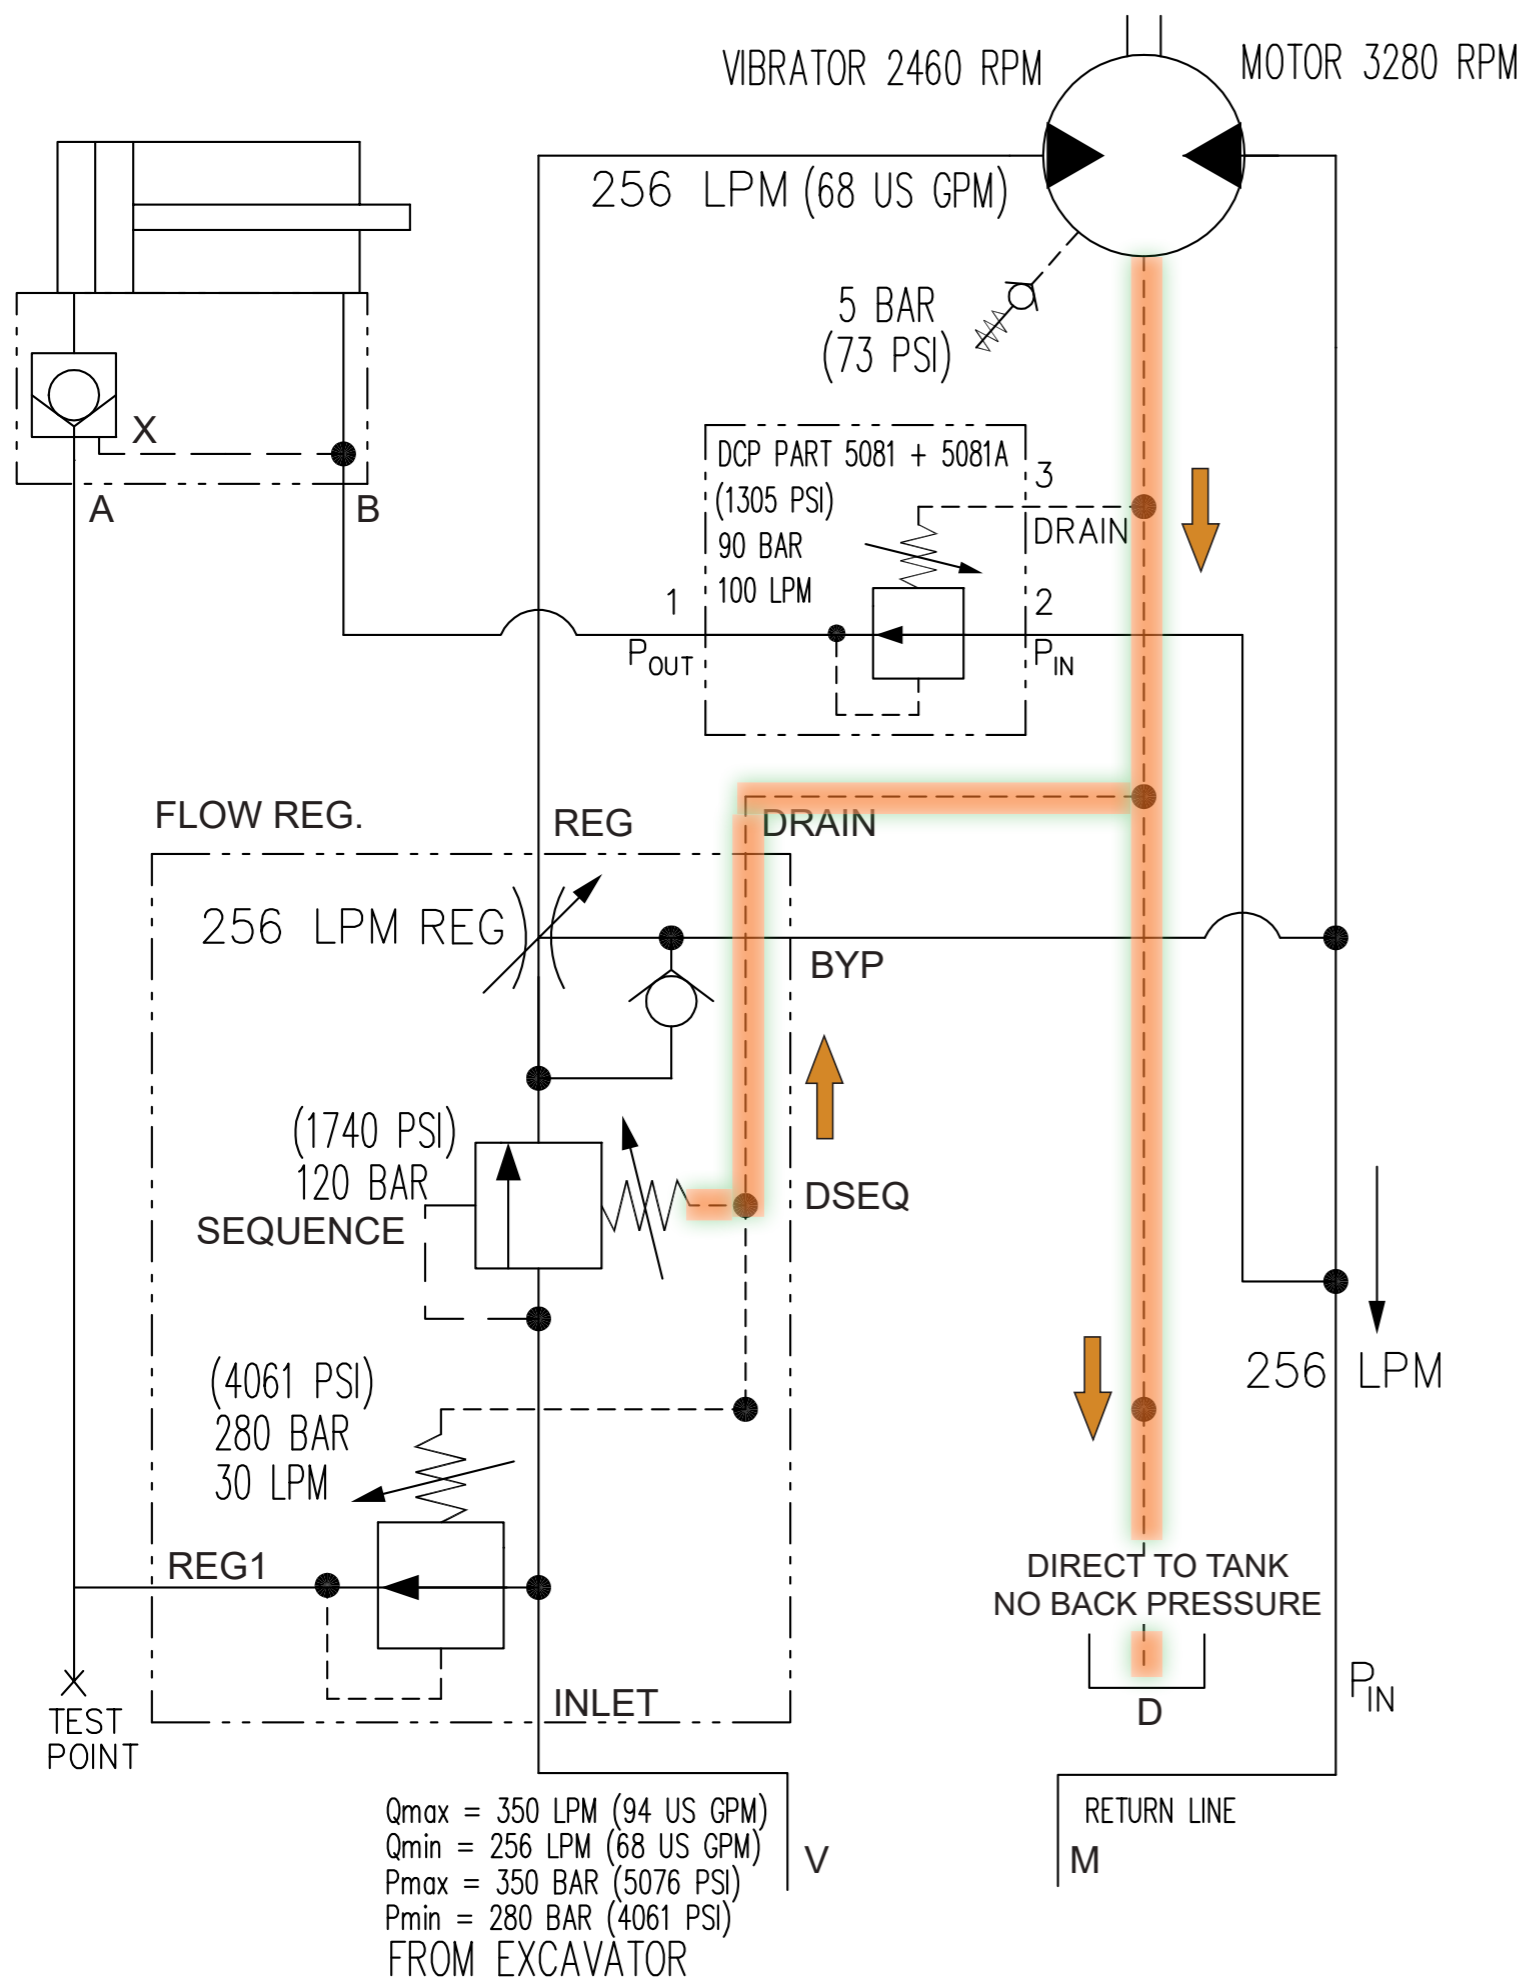 VIBRATOR 2460 RPM
MOTOR 3280 RPM
256 LPM (68 US GPM)
5 BAR
(73 PSI)
X
A
B
DCP PART 5081 + 5081A
(1305 PSI)
90 BAR
100 LPM
3
DRAIN
1
P OUT
2
P IN
FLOW REG.
REG
DRAIN
256 LPM REG
BYP
(1740 PSI)
120 BAR
SEQUENCE
DSEQ
(4061 PSI)
280 BAR
30 LPM
256 LPM
REG1
DIRECT TO TANK
NO BACK PRESSURE
D
P IN
INLET
TEST
POINT
Qmax = 350 LPM (94 US GPM)
Qmin = 256 LPM (68 US GPM)
Pmax = 350 BAR (5076 PSI)
Pmin = 280 BAR (4061 PSI)
FROM EXCAVATOR
V
RETURN LINE
M